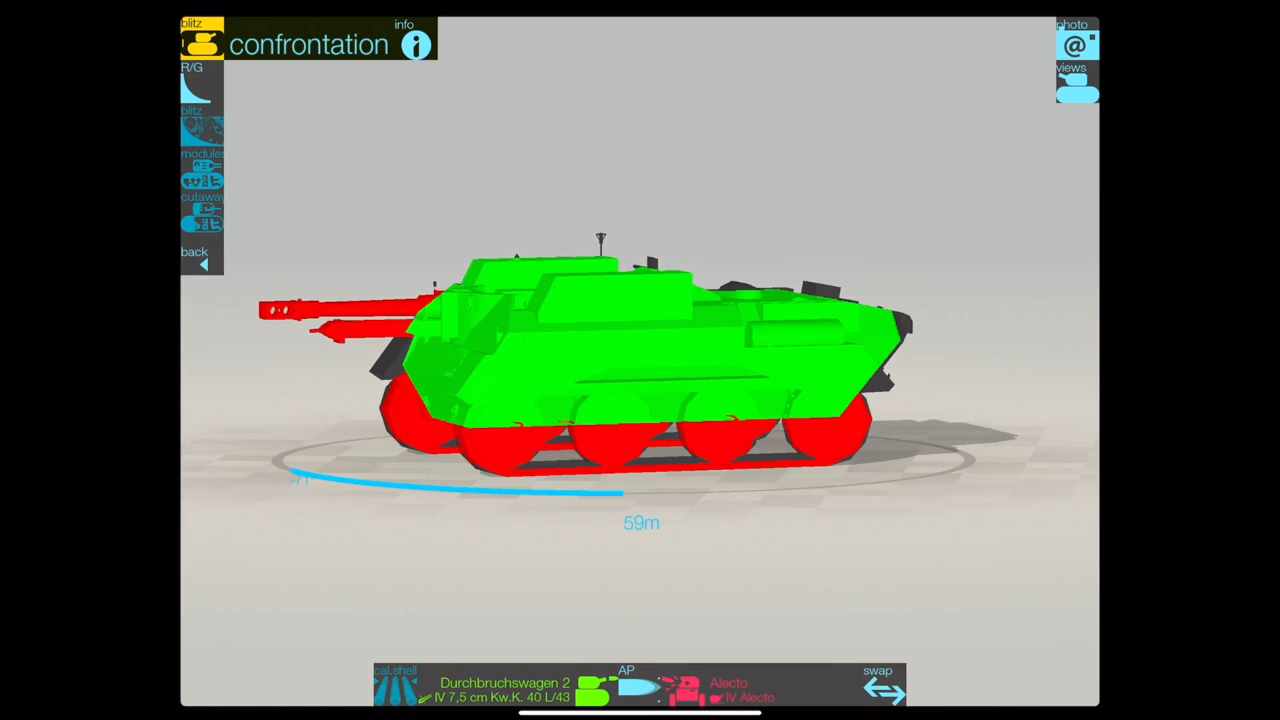 blitz
confrontation
info
R/G
blitz
modules
cutaway
back
photo
@
views
-71
59m
cal.shell
Durchbruchswagen 2
IV 7,5 cm Kw.K. 40 L/43
AP
Alecto
IV Alecto
swap